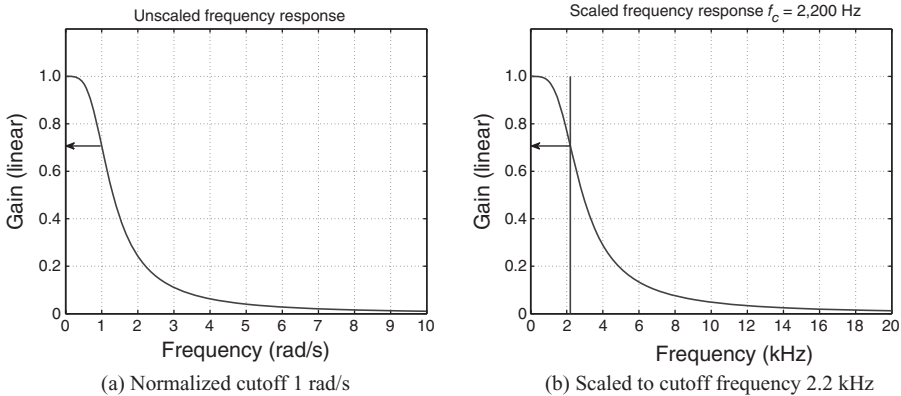 Unscaled frequency response
Gain (linear)
1.0
0.8
0.6
0.4
0.2
0
0 1 2 3 4 5 6 7 8 9 10
Frequency (rad/s)
(a) Normalized cutoff 1 rad/s
Scaled frequency response f_c = 2,200 Hz
Gain (linear)
1.0
0.8
0.6
0.4
0.2
0
0 2 4 6 8 10 12 14 16 18 20
Frequency (kHz)
(b) Scaled to cutoff frequency 2.2 kHz